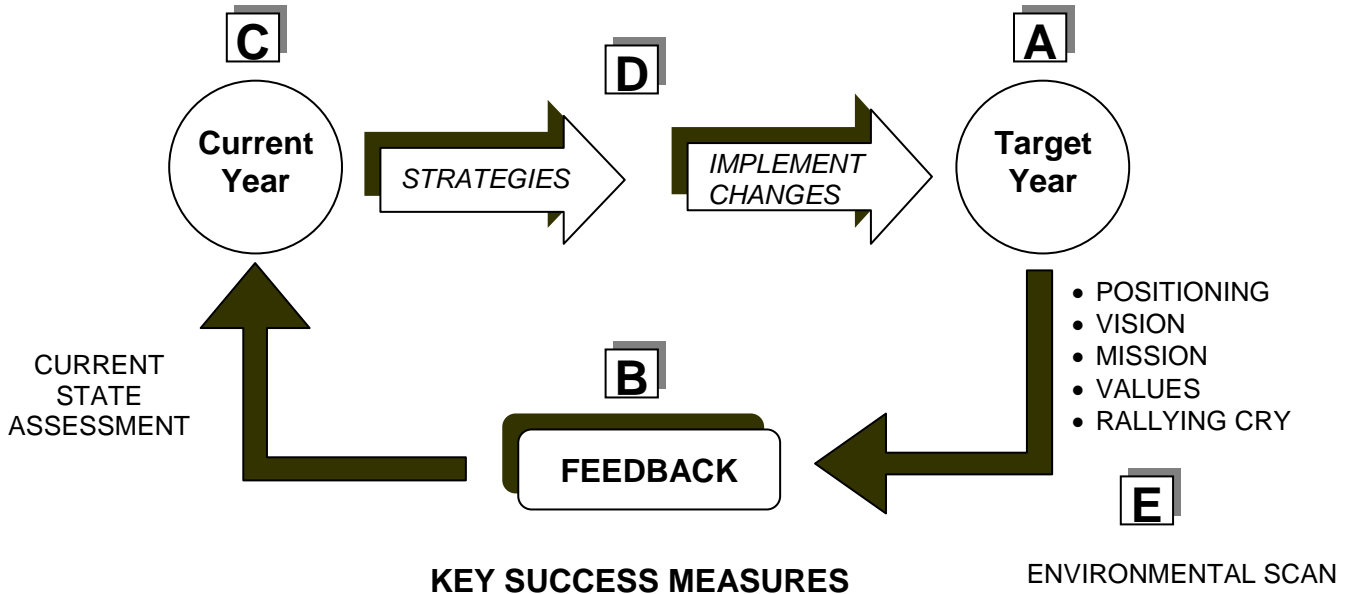 C
A
D
Current
Year
STRATEGIES
IMPLEMENT
CHANGES
Target
Year
• POSITIONING
• VISION
• MISSION
• VALUES
• RALLYING CRY
CURRENT
STATE
ASSESSMENT
B
FEEDBACK
E
KEY SUCCESS MEASURES
ENVIRONMENTAL SCAN